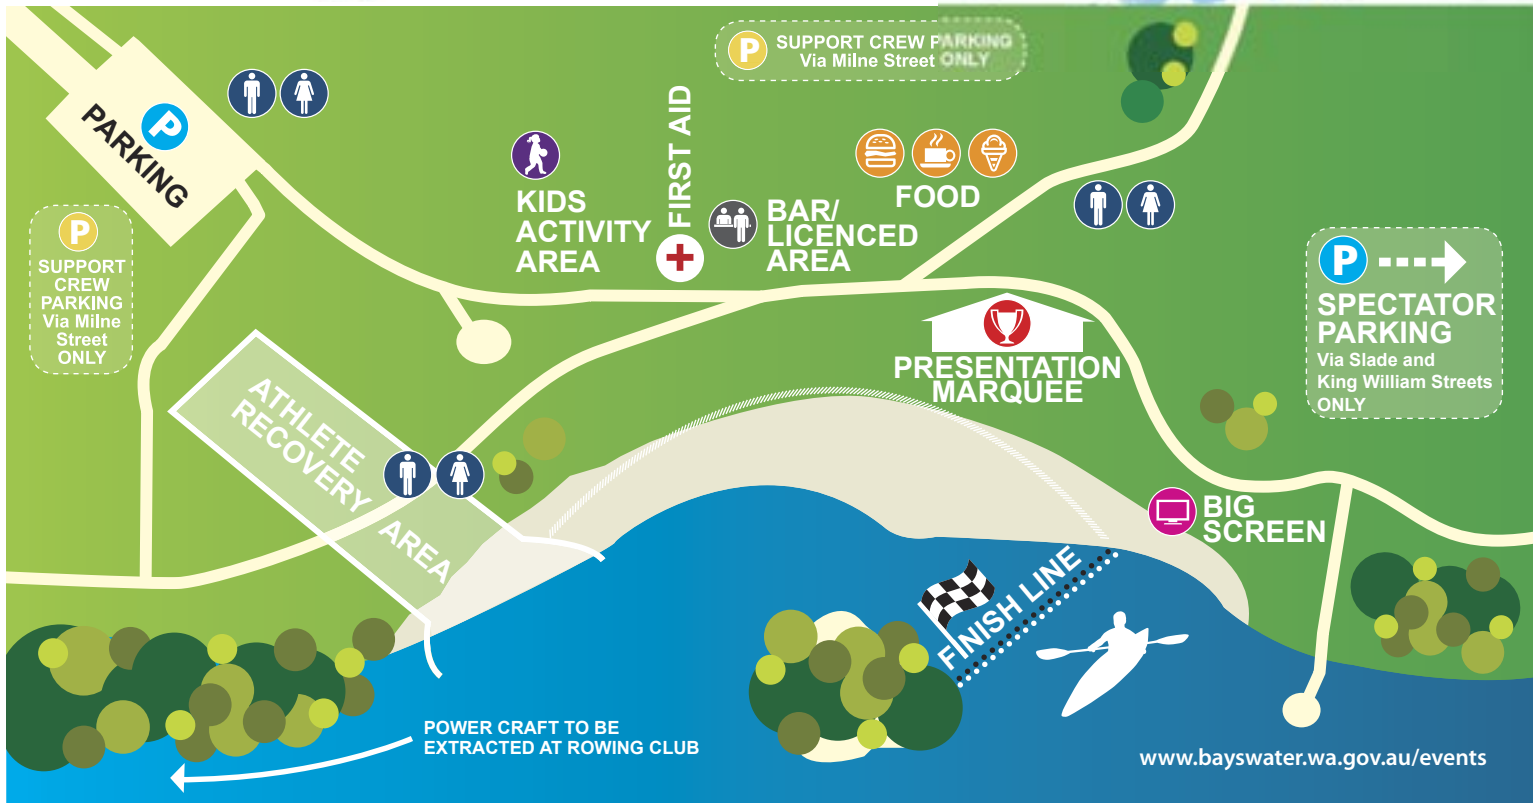 P SUPPORT CREW PARKING
Via Milne Street ONLY
P
PARKING
FIRST AID
KIDS
ACTIVITY
AREA
BAR/
LICENCED
AREA
FOOD
P
SUPPORT
CREW
PARKING
Via Milne
Street
ONLY
P
SPECTATOR
PARKING
Via Slade and
King William Streets
ONLY
PRESENTATION
MARQUEE
ATHLETE
RECOVERY AREA
BIG
SCREEN
FINISH LINE
POWER CRAFT TO BE
EXTRACTED AT ROWING CLUB
www.bayswater.wa.gov.au/events